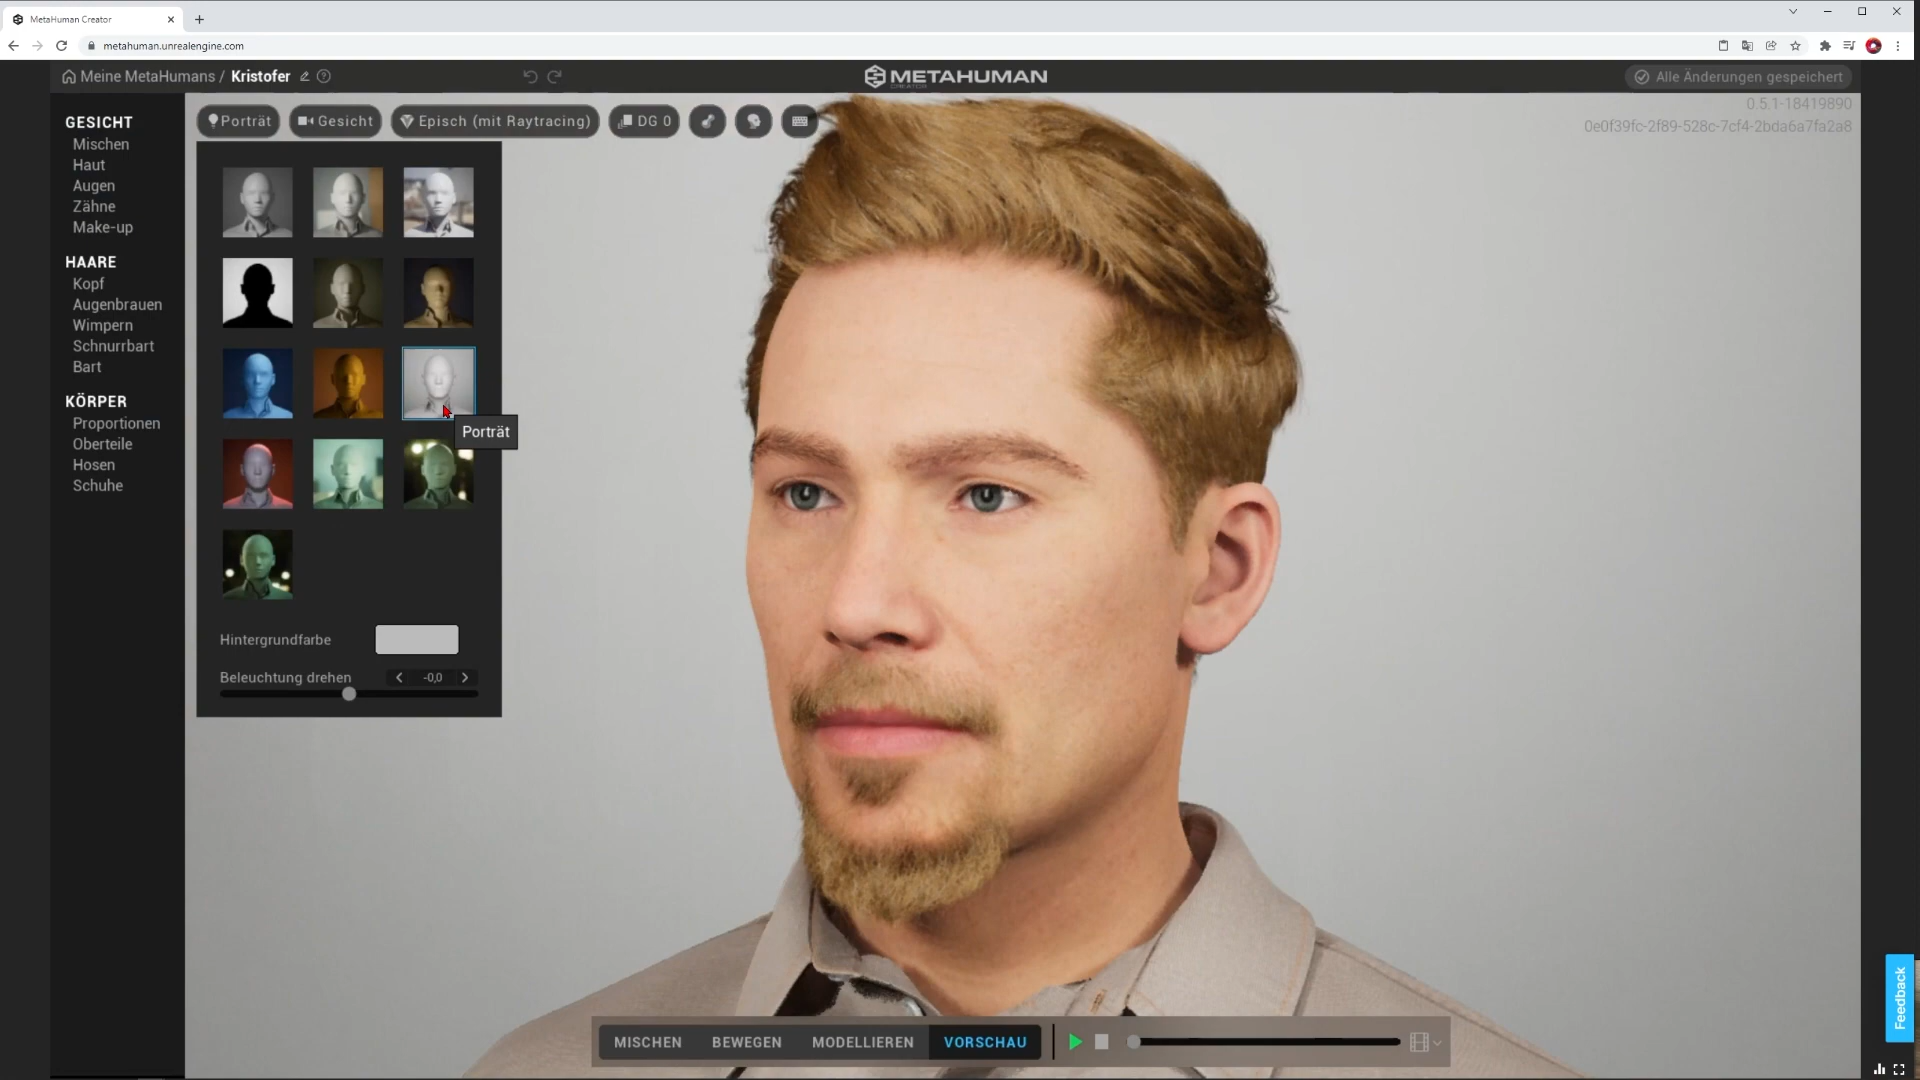 MetaHuman Creator
metahuman.unrealengine.com
Meine MetaHumans / Kristofer
METAHUMAN
CREATOR
Alle Änderungen gespeichert
0.5.1-18419890
0e0f39fc-2f89-528c-7cf4-2bda6a7fa2a8
Porträt
Gesicht
Episch (mit Raytracing)
DG 0
GESICHT
Mischen
Haut
Augen
Zähne
Make-up
HAARE
Kopf
Augenbrauen
Wimpern
Schnurrbart
Bart
KÖRPER
Proportionen
Oberteile
Hosen
Schuhe
Porträt
Hintergrundfarbe
Beleuchtung drehen
-0,0
MISCHEN
BEWEGEN
MODELLIEREN
VORSCHAU
Feedback